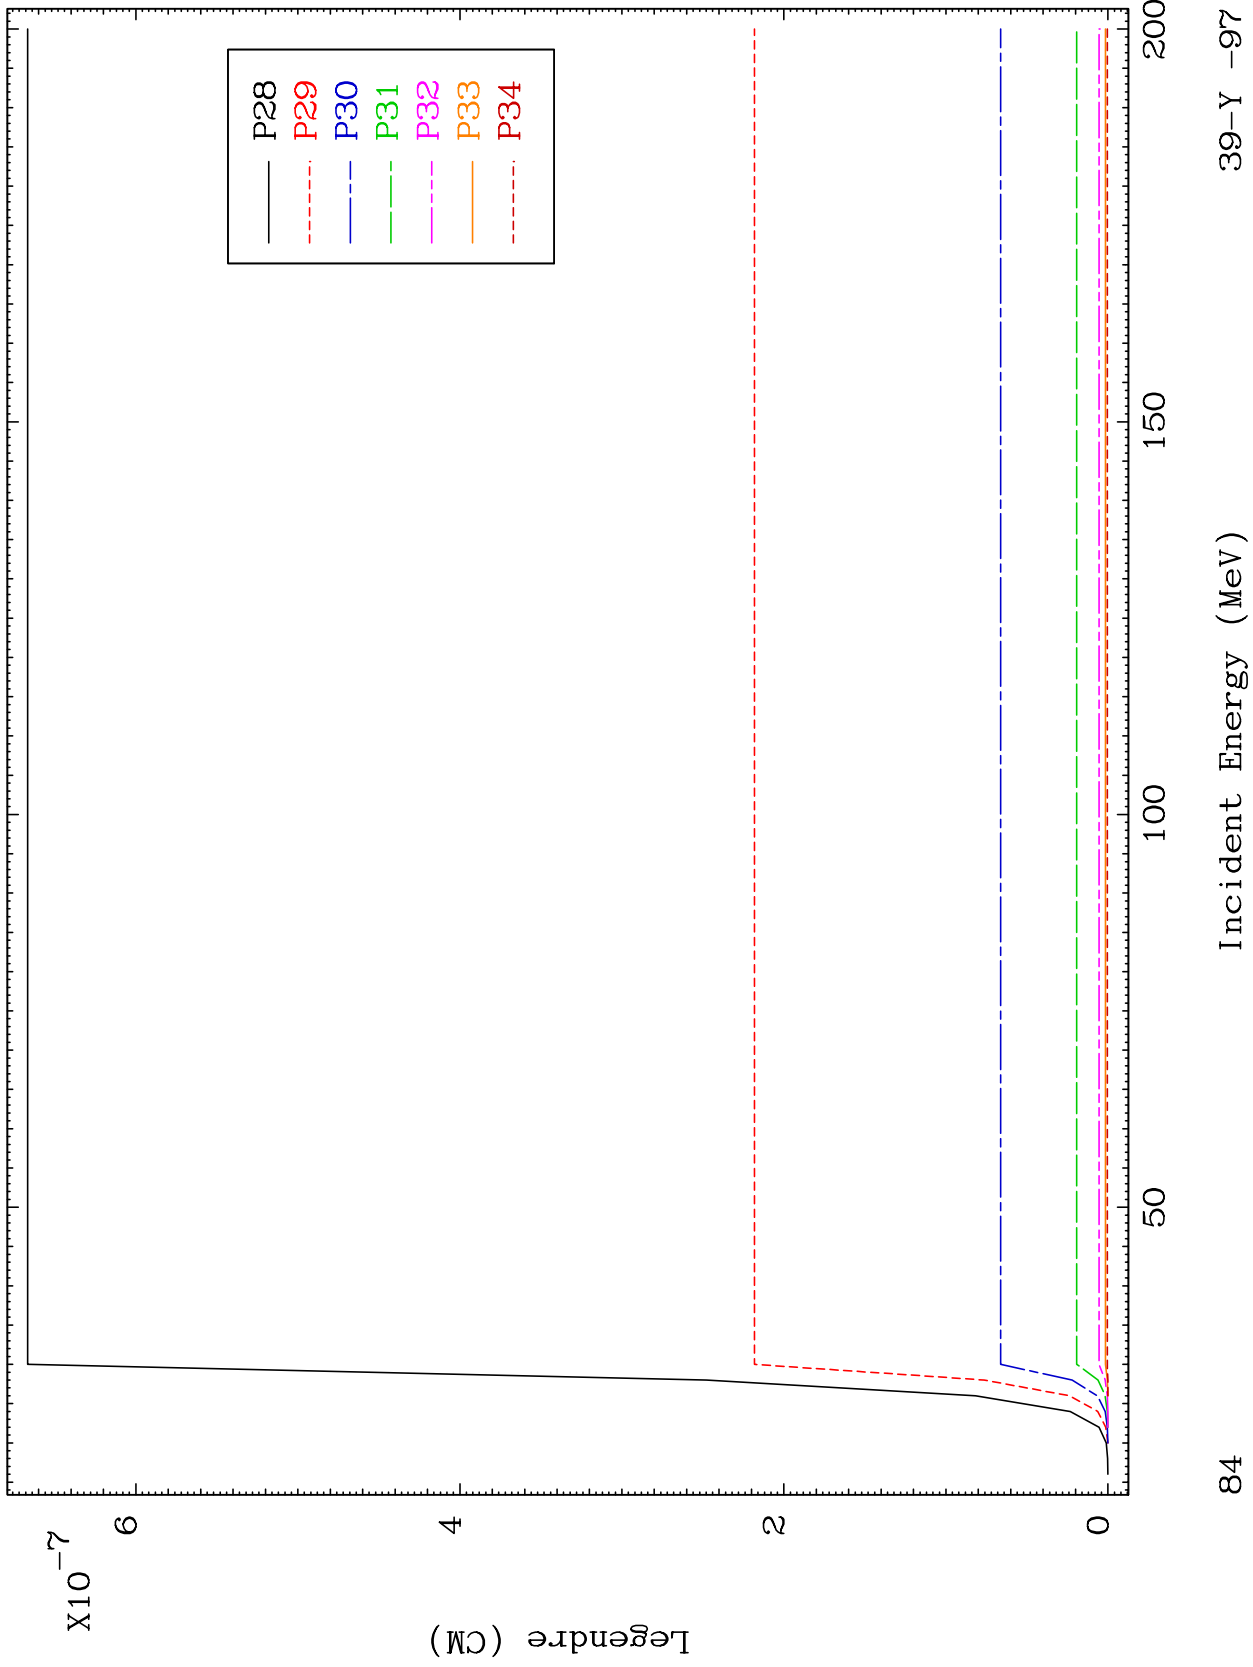 X10-7
6
4
2
0
Legendre (CM)
P28
P29
P30
P31
P32
P33
P34
50
100
150
200
84
Incident Energy (MeV)
39-Y -97